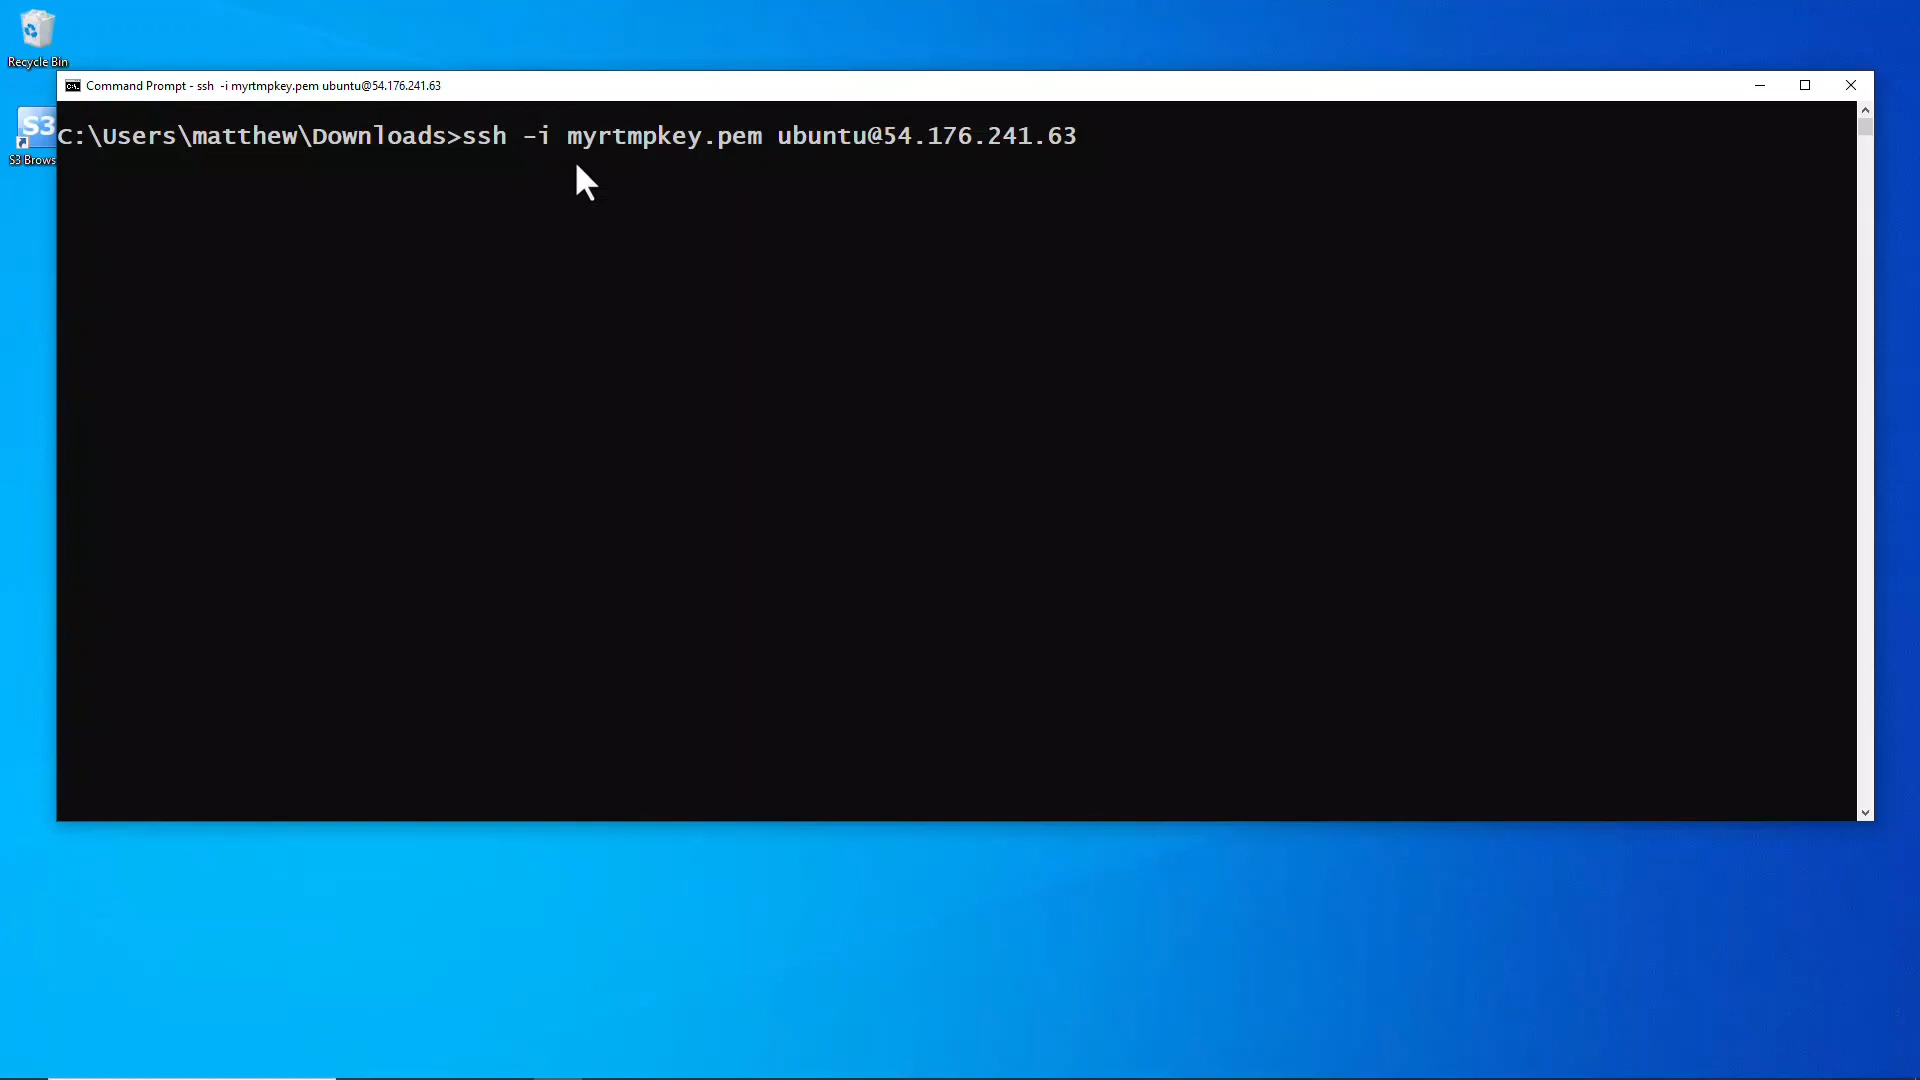 Recycle Bin
Command Prompt - ssh  -i myrtmpkey.pem ubuntu@54.176.241.63
S3
C:\Users\matthew\Downloads>ssh -i myrtmpkey.pem ubuntu@54.176.241.63
S3 Brows